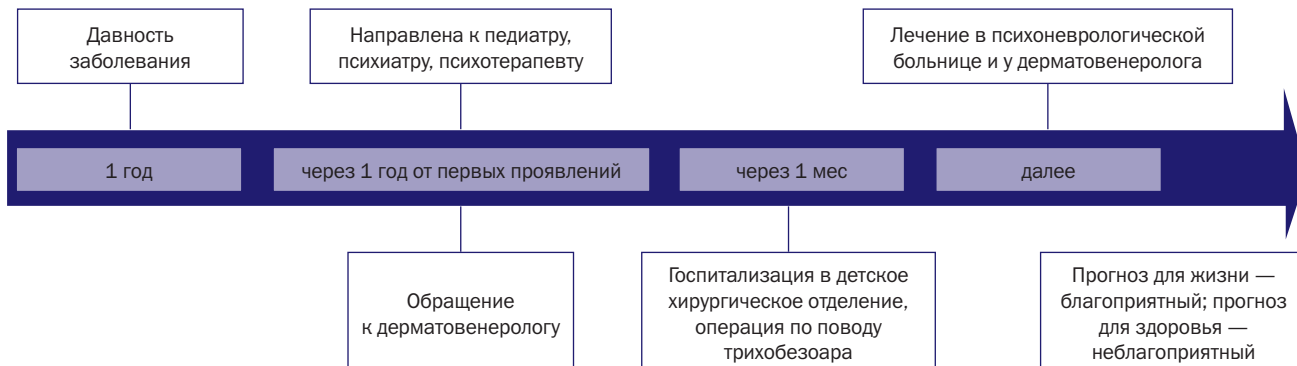 Давность
заболевания
Направлена к педиатру,
психиатру, психотерапевту
Лечение в психоневрологической
больнице и у дерматовенеролога
1 год
через 1 год от первых проявлений
через 1 мес
далее
Обращение
к дерматовенерологу
Госпитализация в детское
хирургическое отделение,
операция по поводу
трихобезоара
Прогноз для жизни —
благоприятный; прогноз
для здоровья —
неблагоприятный